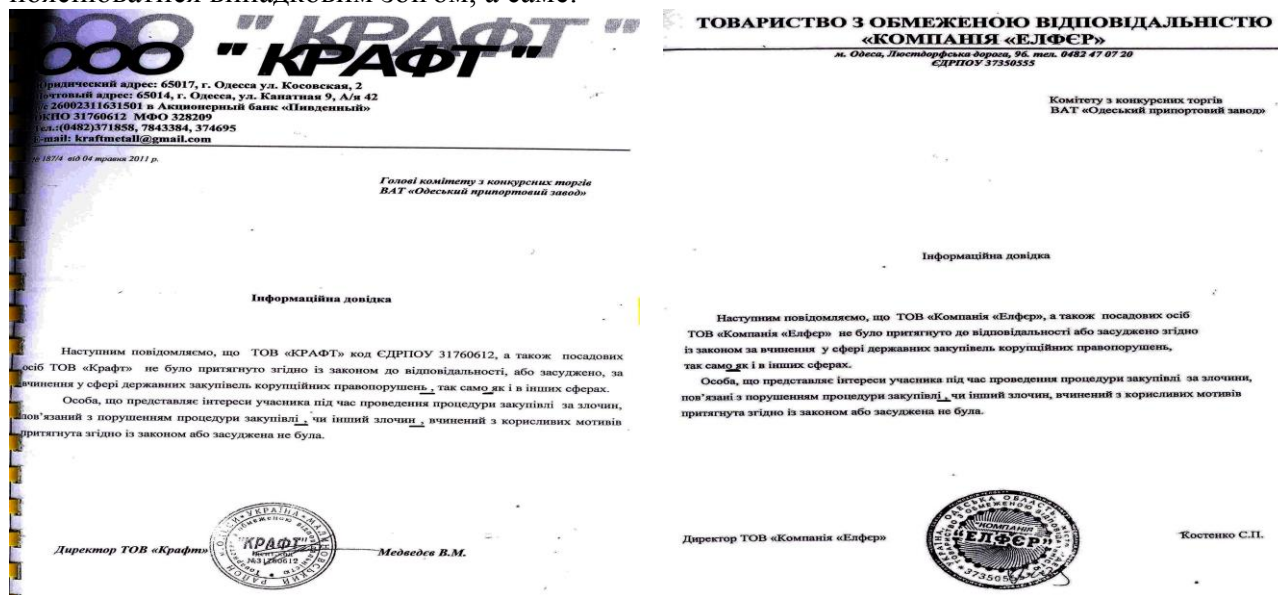 ООО " КРАФТ "
ООО " КРАФТ "
Юридический адрес: 65017, г. Одесса ул. Косовская, 2
Почтовый адрес: 65014, г. Одесса, ул. Канатная 9, А/я 42
26002311631501 в Акционерный банк «Пивденный»
ОКПО 31760612 МФО 328209
Тел.:(0482)371858, 7843384, 374695
E-mail: kraftmetall@gmail.com
№ 187/4 від 04 травня 2011 р.
Голові комітету з конкурсних торгів
ВАТ «Одеський припортовий завод»
Інформаційна довідка
Наступним повідомляємо, що ТОВ «КРАФТ» код ЄДРПОУ 31760612, а також посадових
осіб ТОВ «Крафт» не було притягнуто згідно із законом до відповідальності, або засуджено, за
вчинення у сфері державних закупівель корупційних правопорушень , так само як і в інших сферах.
Особа, що представляє інтереси учасника під час проведення процедури закупівлі за злочин,
пов'язаний з порушенням процедури закупівлі , чи інший злочин , вчинений з корисливих мотивів
притягнута згідно із законом або засуджена не була.
Директор ТОВ «Крафт»
"КРАФТ"
Ідент. код
№31760612
Медведєв В.М.
ТОВАРИСТВО З ОБМЕЖЕНОЮ ВІДПОВІДАЛЬНІСТЮ
«КОМПАНІЯ «ЕЛФЄР»
м. Одеса, Люстдорфська дорога, 96. тел. 0482 47 07 20
ЄДРПОУ 37350555
Комітету з конкурсних торгів
ВАТ «Одеський припортовий завод»
Інформаційна довідка
Наступним повідомляємо, що ТОВ «Компанія «Елфєр», а також посадових осіб
ТОВ «Компанія «Елфєр» не було притягнуто до відповідальності або засуджено згідно
із законом за вчинення у сфері державних закупівель корупційних правопорушень,
так само як і в інших сферах.
Особа, що представляє інтереси учасника під час проведення процедури закупівлі за злочини,
пов'язані з порушенням процедури закупівлі , чи інший злочин, вчинений з корисливих мотивів
притягнута згідно із законом або засуджена не була.
Директор ТОВ «Компанія «Елфєр»
КОМПАНІЯ
"ЕЛФЄР"
37350555
Костенко С.П.